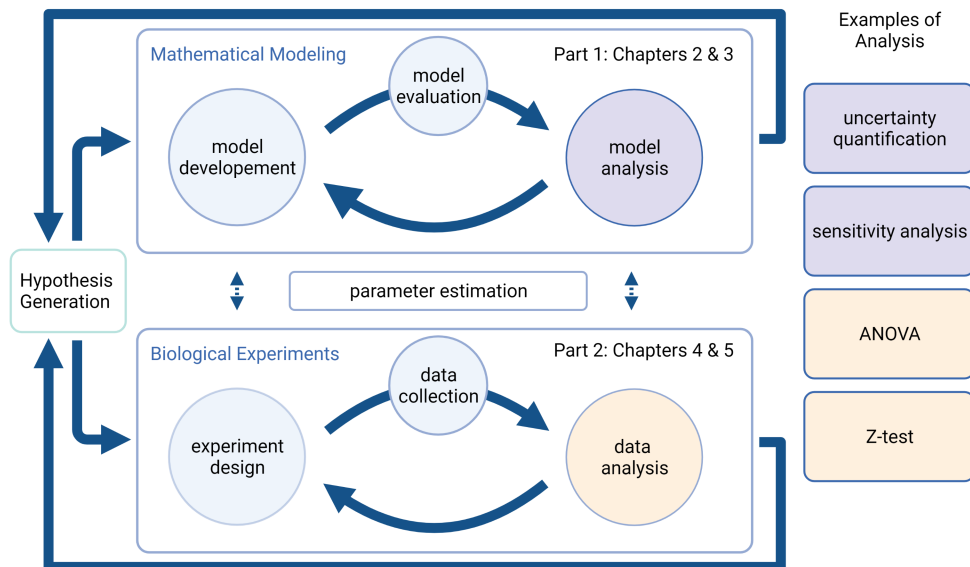 Examples of
Analysis
Mathematical Modeling
Part 1: Chapters 2 & 3
model
evaluation
model
developement
model
analysis
uncertainty
quantification
sensitivity analysis
Hypothesis
Generation
parameter estimation
ANOVA
Biological Experiments
Part 2: Chapters 4 & 5
data
collection
experiment
design
data
analysis
Z-test